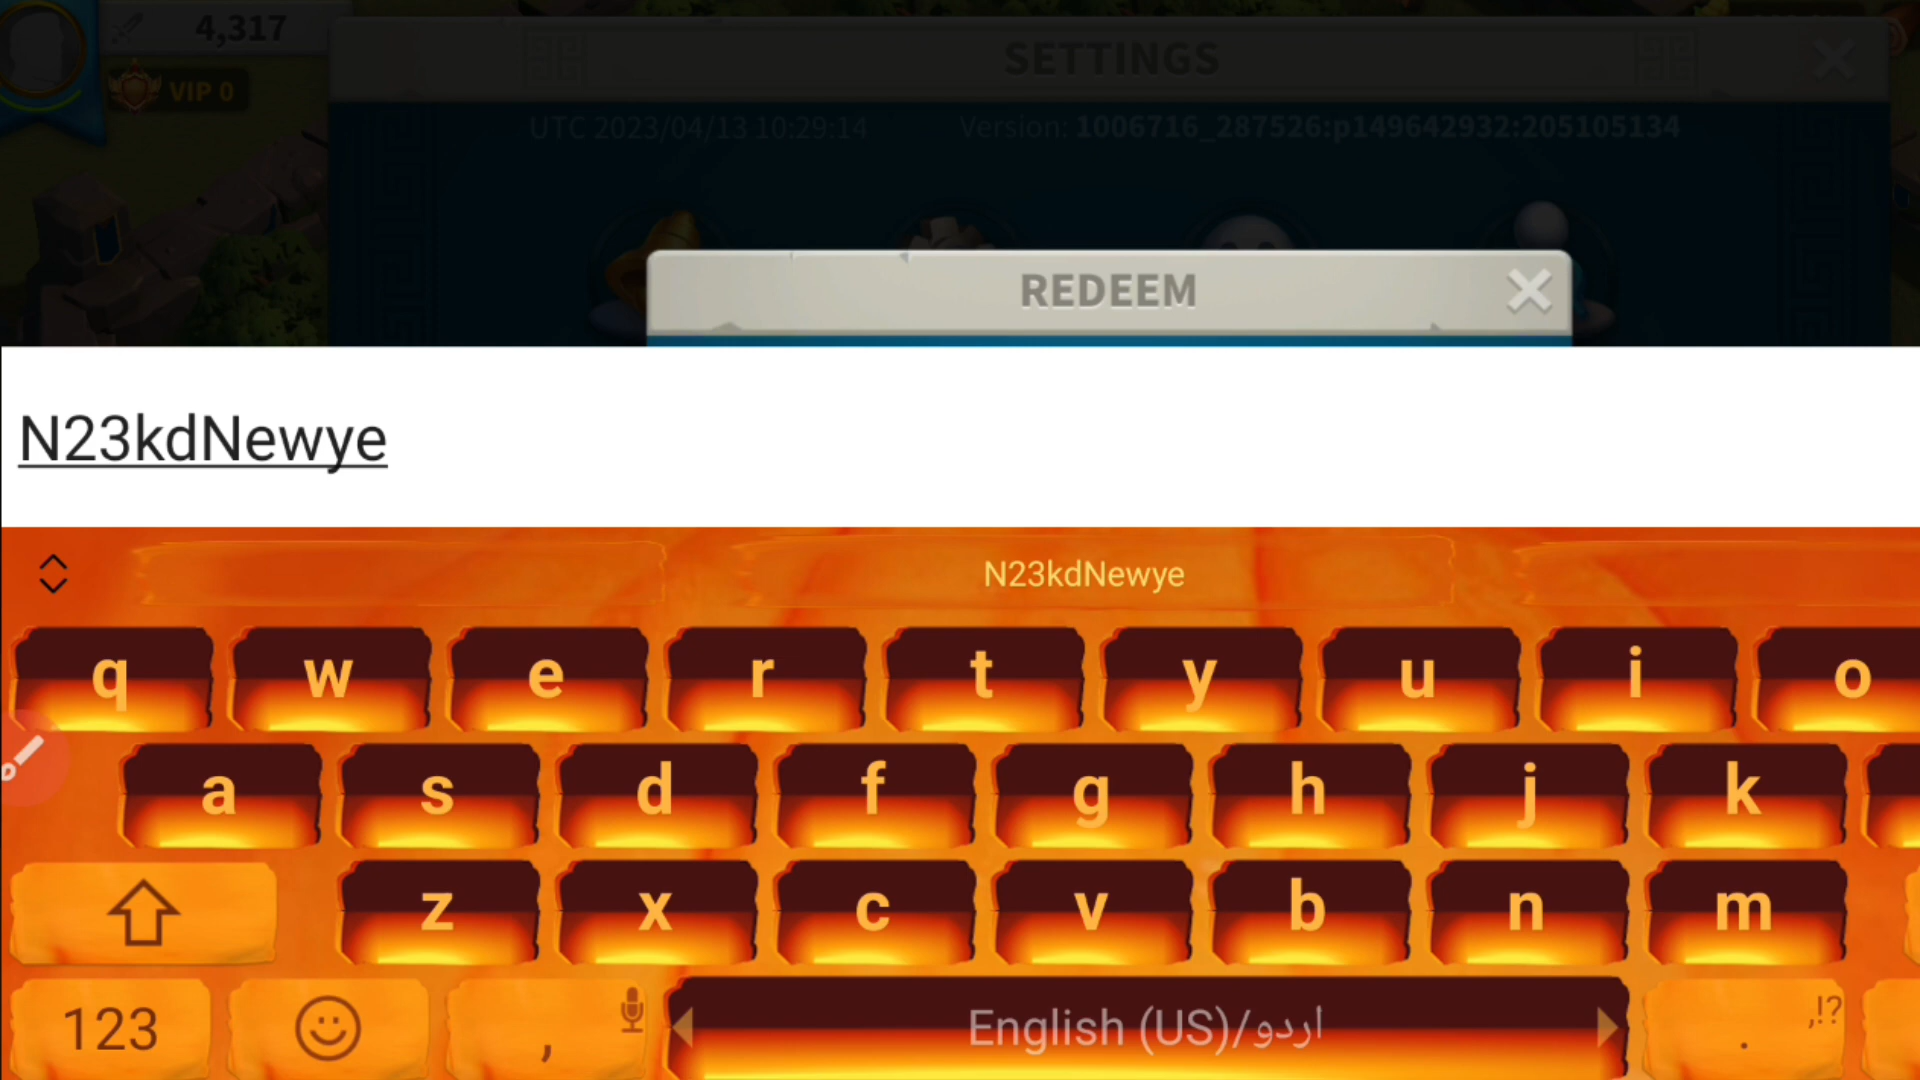 4,317
SETTINGS
VIP 0
UTC 2023/04/13 10:29:14 Version: 1006716_287526:p149642932:205105134
REDEEM
N23kdNewye
N23kdNewye
q w e r t y u i o
a s d f g h j k
z x c v b n m
123 , English (US)/اردو ,!? .